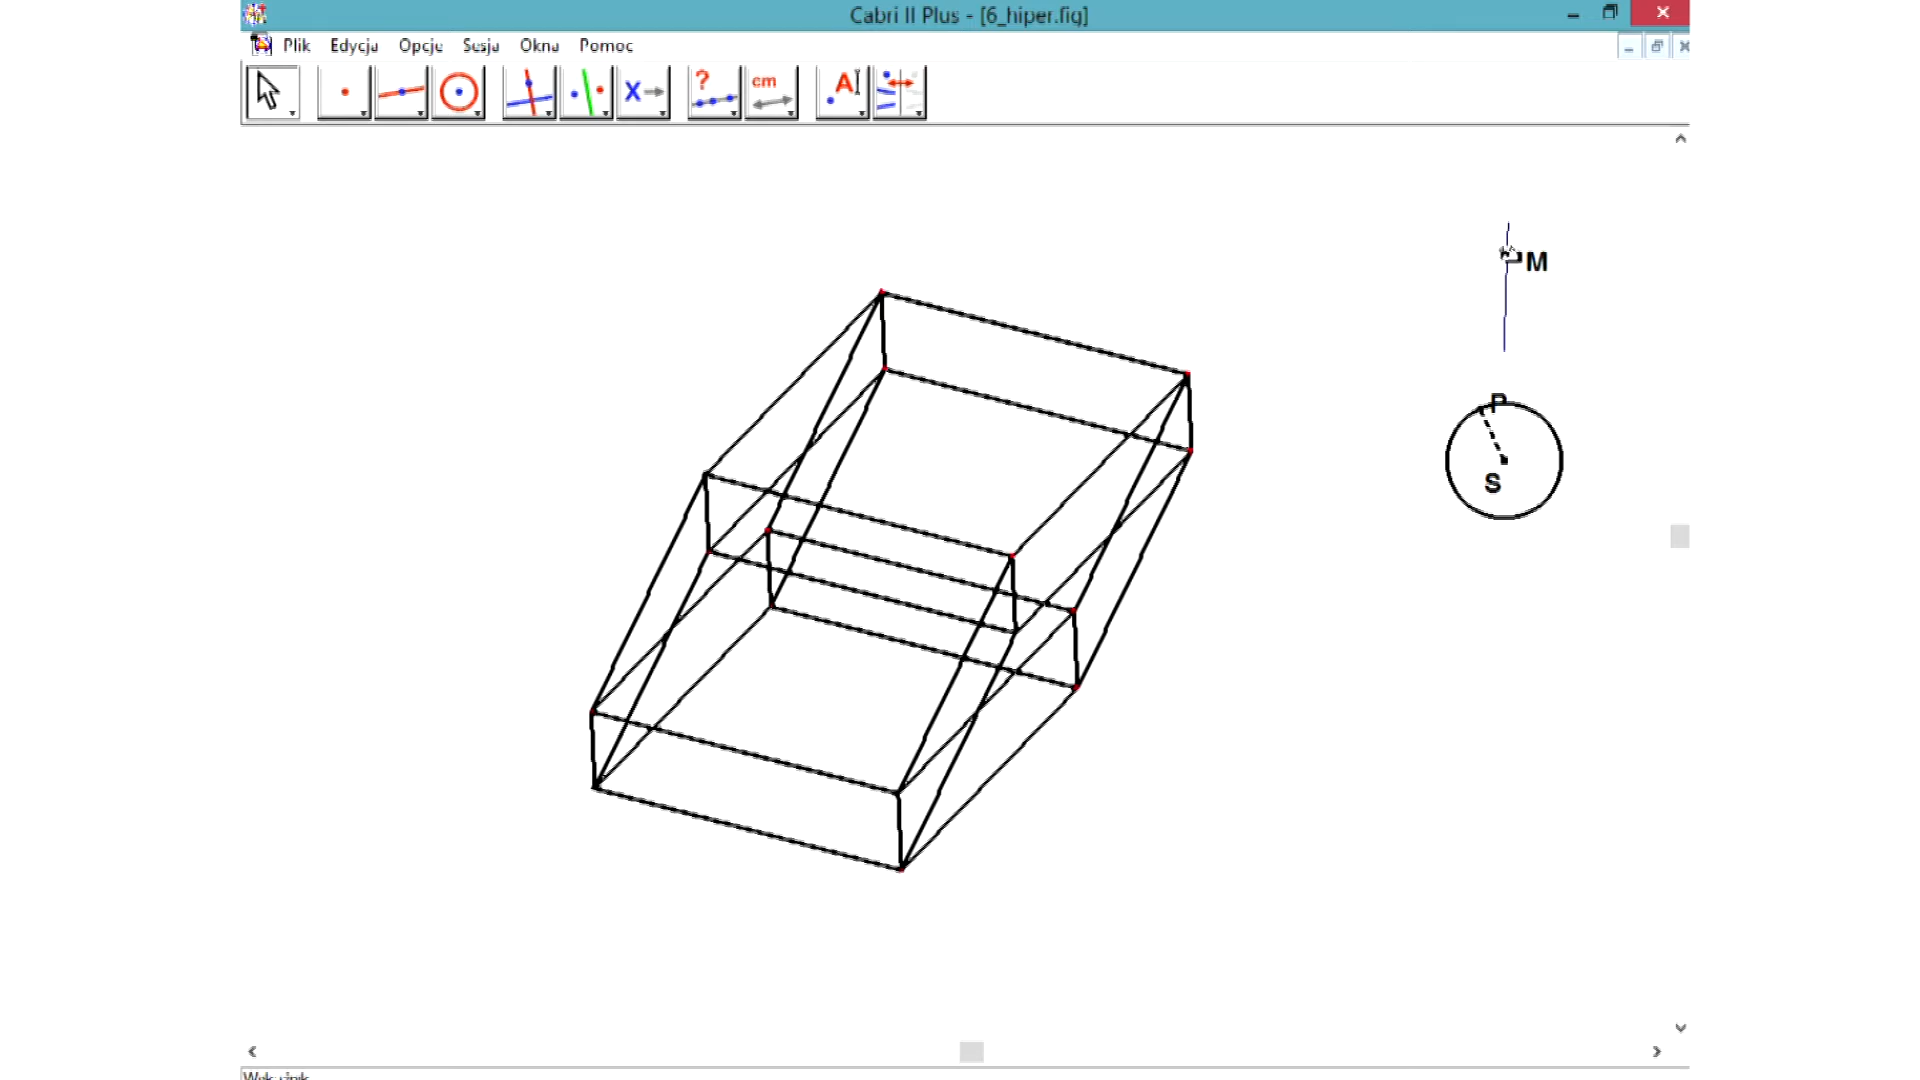 Cabri II Plus - [6_hiper.fig]
Plik Edycja Opcje Sesja Okna Pomoc
X ? cm A
M
P
S